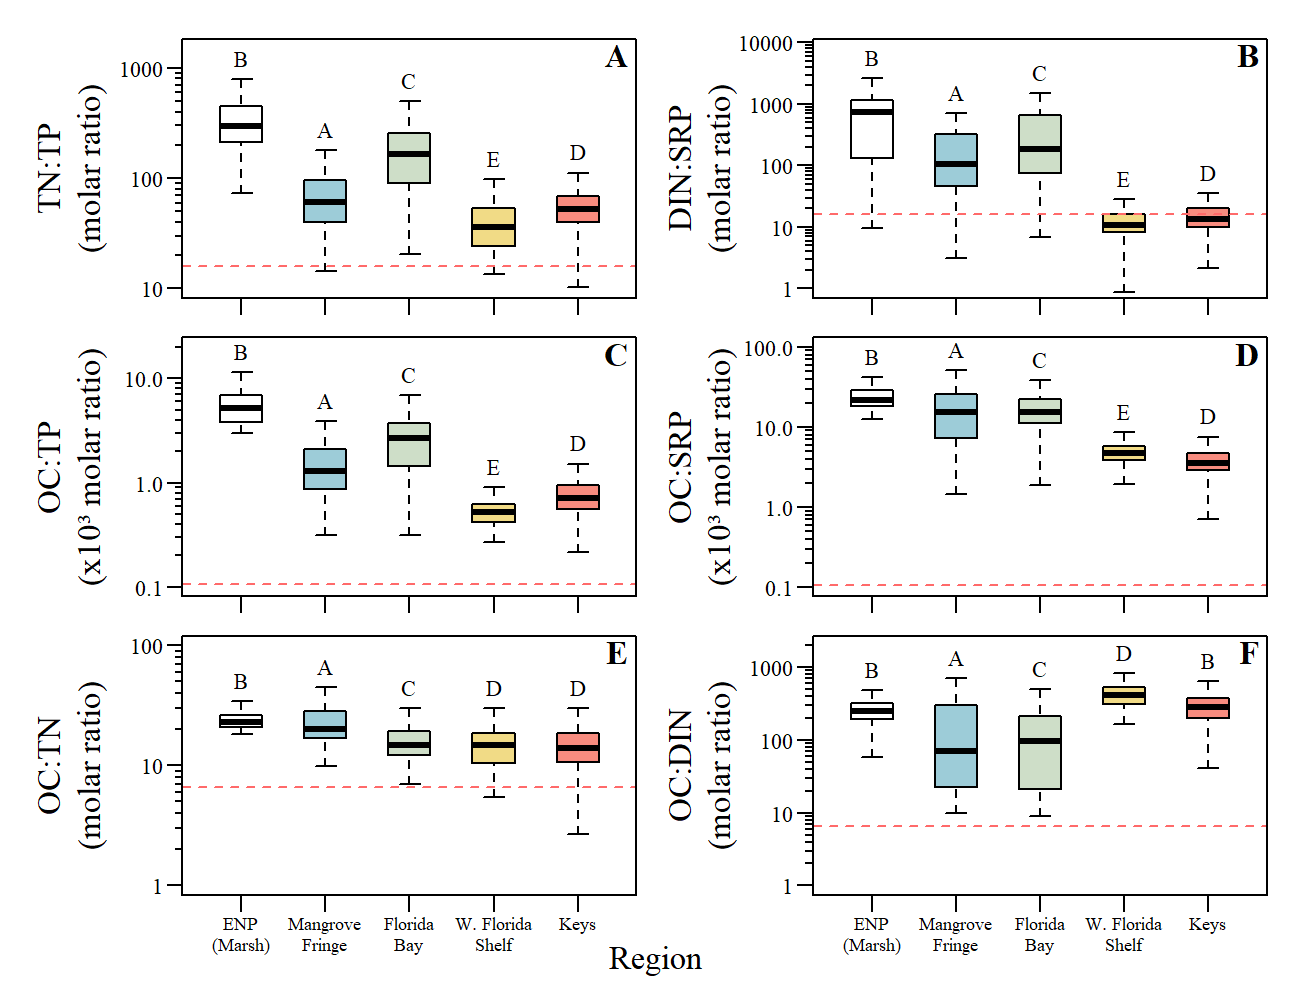 A
TN:TP
(molar ratio)
1000
100
10
B
A
C
E
D
B
DIN:SRP
(molar ratio)
10000
1000
100
10
1
B
A
C
E
D
C
OC:TP
(x10³ molar ratio)
10.0
1.0
0.1
B
A
C
E
D
D
OC:SRP
(x10³ molar ratio)
100.0
10.0
1.0
0.1
B
A
C
E
D
E
OC:TN
(molar ratio)
100
10
1
B
A
C
D
D
ENP
(Marsh)
Mangrove
Fringe
Florida
Bay
W. Florida
Shelf
Keys
F
OC:DIN
(molar ratio)
1000
100
10
1
B
A
C
D
B
ENP
(Marsh)
Mangrove
Fringe
Florida
Bay
W. Florida
Shelf
Keys
Region